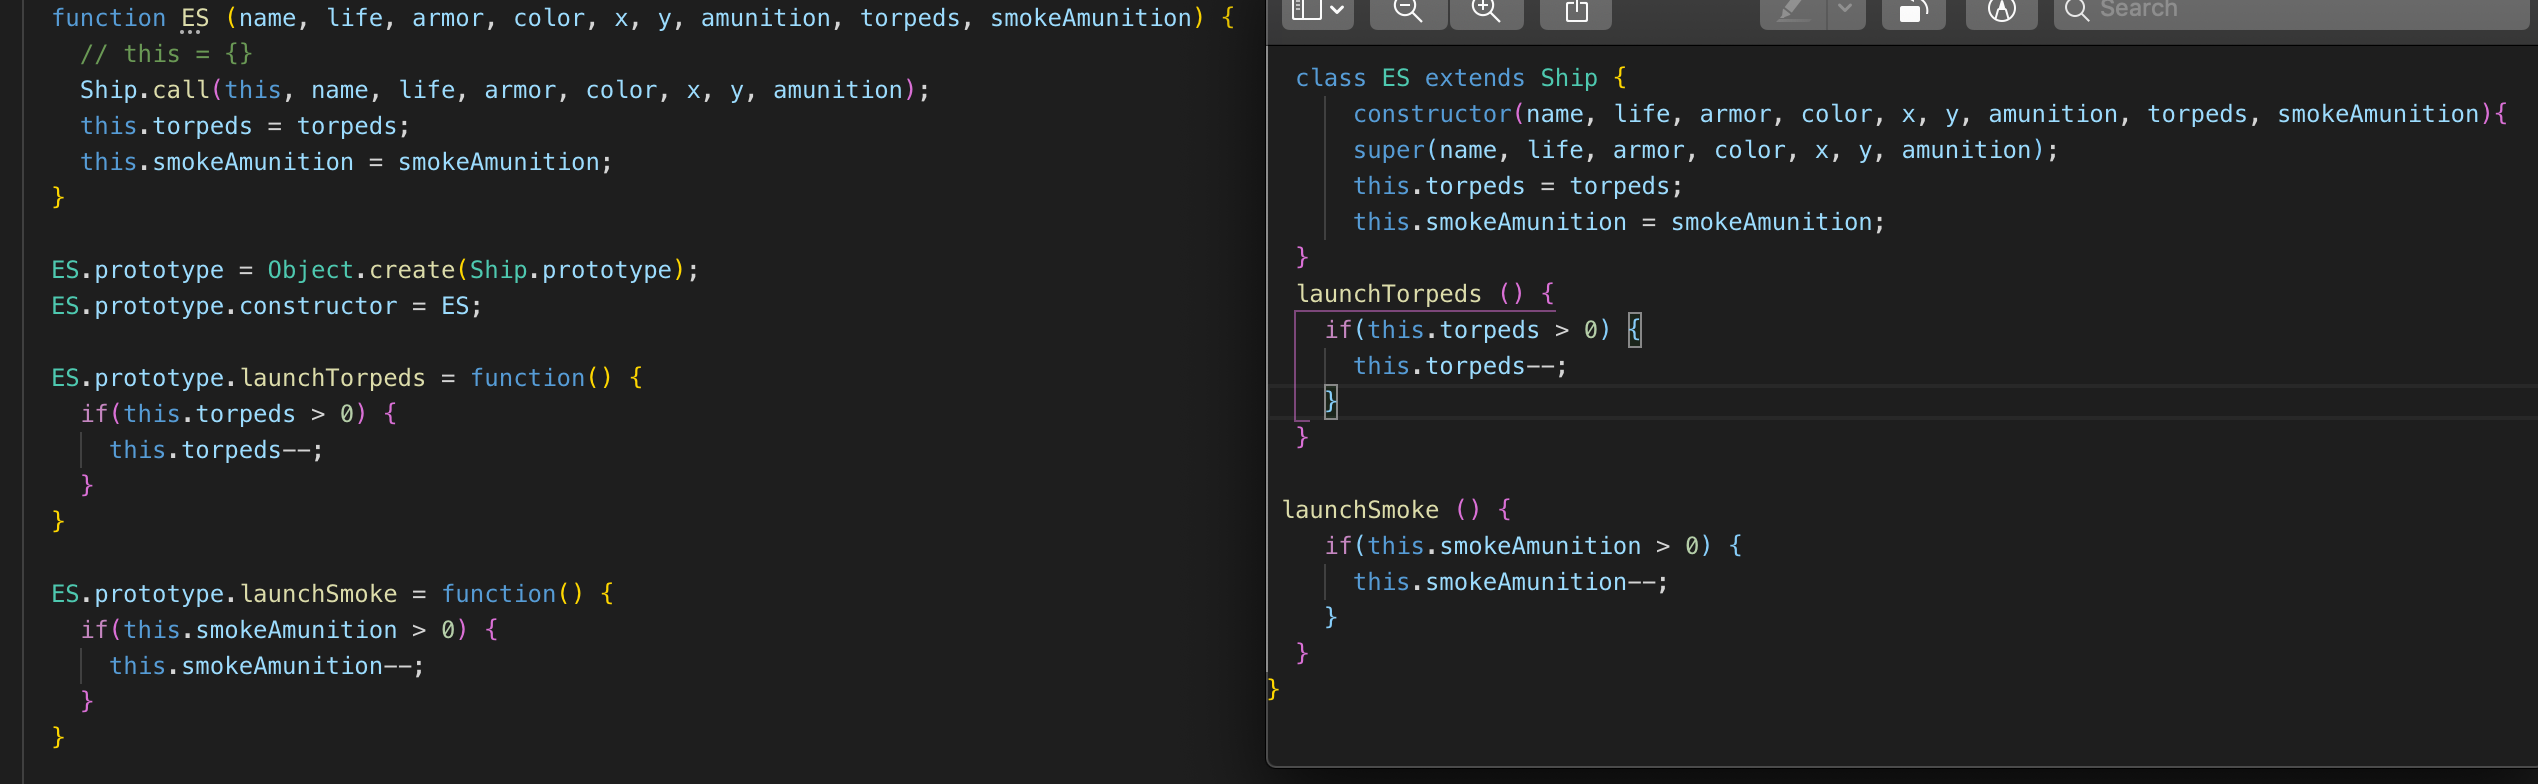 function ES (name, life, armor, color, x, y, amunition, torpeds, smokeAmunition) {
  // this = {}
  Ship.call(this, name, life, armor, color, x, y, amunition);
  this.torpeds = torpeds;
  this.smokeAmunition = smokeAmunition;
}

ES.prototype = Object.create(Ship.prototype);
ES.prototype.constructor = ES;

ES.prototype.launchTorpeds = function() {
  if(this.torpeds > 0) {
    this.torpeds--;
  }
}

ES.prototype.launchSmoke = function() {
  if(this.smokeAmunition > 0) {
    this.smokeAmunition--;
  }
}

Search
class ES extends Ship {
    constructor(name, life, armor, color, x, y, amunition, torpeds, smokeAmunition){
    super(name, life, armor, color, x, y, amunition);
    this.torpeds = torpeds;
    this.smokeAmunition = smokeAmunition;
}
launchTorpeds () {
  if(this.torpeds > 0) {
    this.torpeds--;
  }
}

launchSmoke () {
  if(this.smokeAmunition > 0) {
    this.smokeAmunition--;
  }
}
}